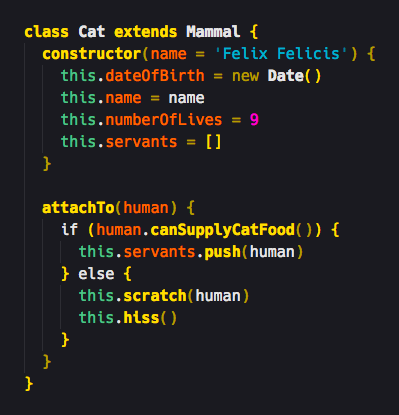 class Cat extends Mammal {
  constructor(name = 'Felix Felicis') {
    this.dateOfBirth = new Date()
    this.name = name
    this.numberOfLives = 9
    this.servants = []
  }

  attachTo(human) {
    if (human.canSupplyCatFood()) {
      this.servants.push(human)
    } else {
      this.scratch(human)
      this.hiss()
    }
  }
}